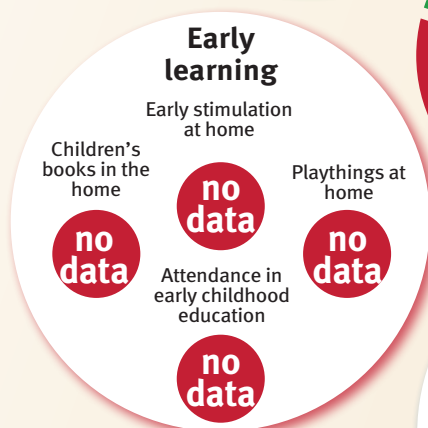 Early
learning
Early stimulation
at home
no
data
Children’s
books in the
home
no
data
Playthings at
home
no
data
Attendance in
early childhood
education
no
data